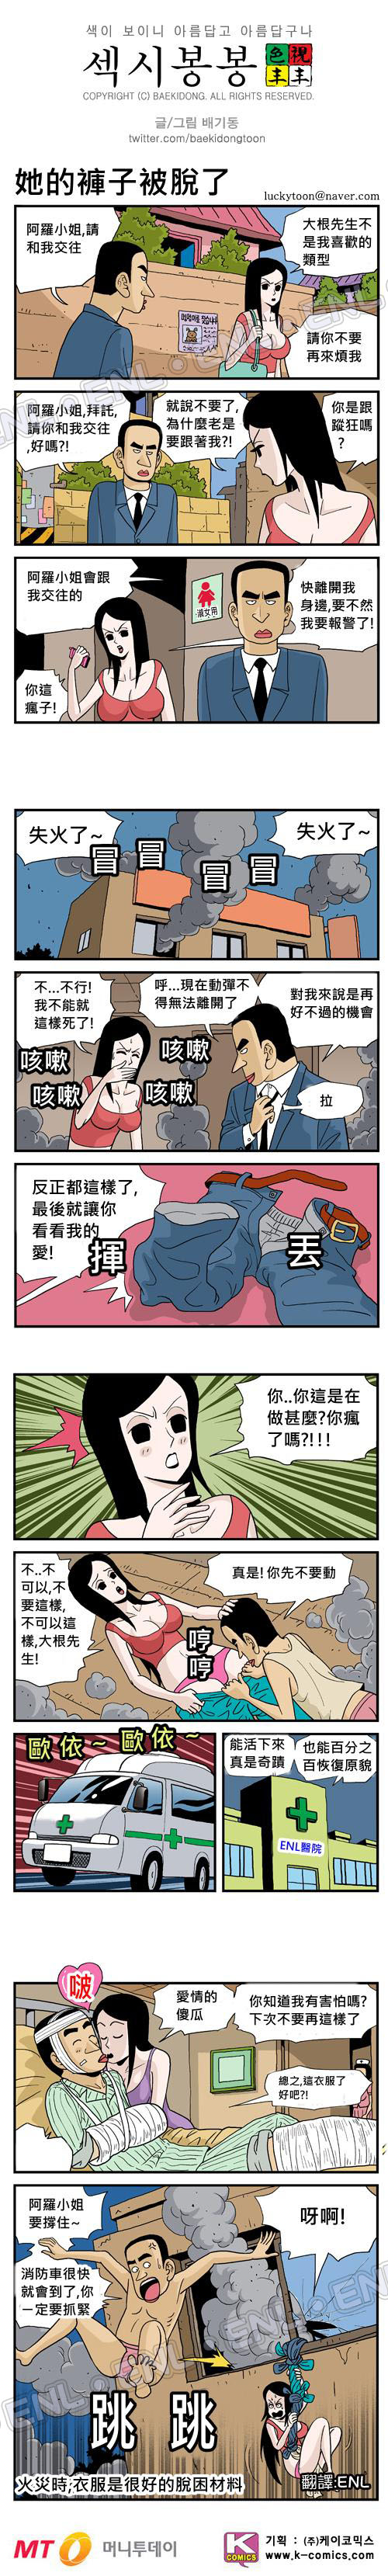 색이 보이니 아름답고 아름답구나
섹시봉봉
色視
丰丰
COPYRIGHT (C) BAEKIDONG. ALL RIGHTS RESERVED.
글/그림 배기동
twitter.com/baekidongtoon
她的褲子被脫了
luckytoon@naver.com
阿羅小姐,請
和我交往
大根先生不
是我喜歡的
類型
請你不要
再來煩我
阿羅小姐,拜託,
請你和我交往
,好嗎?!
就說不要了,
為什麼老是
要跟著我?!
你是跟
蹤狂嗎
?
阿羅小姐會跟
我交往的
淑女用
快離開我
身邊,要不然
我要報警了!
你這
瘋子!
失火了~
失火了~
冒 冒 冒 冒
不...不行!
我不能就
這樣死了!
呼...現在動彈不
得無法離開了
對我來說是再
好不過的機會
咳嗽
咳嗽
咳嗽
咳嗽
拉
反正都這樣了,
最後就讓你
看看我的
愛!
揮
丟
你..你這是在
做甚麼?你瘋
了嗎?!!!
不..不
可以,不
要這樣,
不可以這
樣,大根先
生!
真是! 你先不要動
哼
哼
歐依~歐依~
能活下來
真是奇蹟
也能百分之
百恢復原貌
ENL醫院
啵
愛情的
傻瓜
你知道我有害怕嗎?
下次不要再這樣了
總之,這衣服了
好吧?!
阿羅小姐
要撐住~
呀啊!
消防車很快
就會到了,你
一定要抓緊
跳 跳
火災時,衣服是很好的脫困材料
翻譯:ENL
MT 머니투데이
K COMICS
기획 : (주)케이코믹스
www.k-comics.com